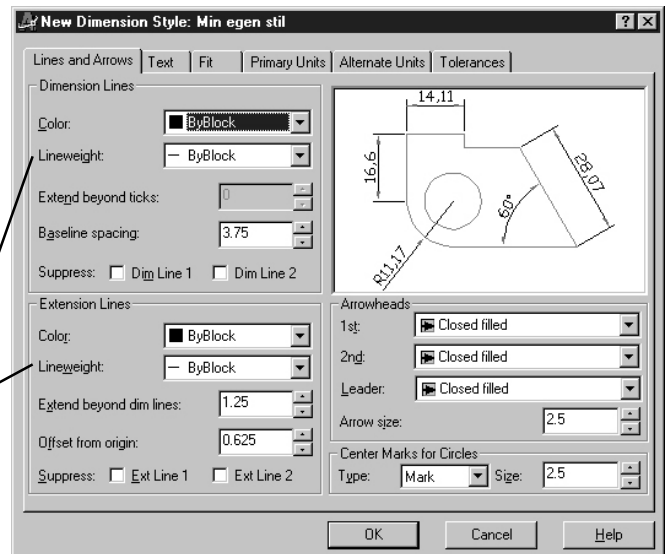 New Dimension Style: Min egen stil
Lines and Arrows Text Fit Primary Units Alternate Units Tolerances
Dimension Lines
Color: ByBlock
Lineweight: ByBlock
Extend beyond ticks: 0
Baseline spacing: 3.75
Suppress: Dim Line 1 Dim Line 2
Extension Lines
Color: ByBlock
Lineweight: ByBlock
Extend beyond dim lines: 1.25
Offset from origin: 0.625
Suppress: Ext Line 1 Ext Line 2
14,11
16,6
28,07
60°
R11,17
Arrowheads
1st: Closed filled
2nd: Closed filled
Leader: Closed filled
Arrow size: 2.5
Center Marks for Circles
Type: Mark Size: 2.5
OK Cancel Help